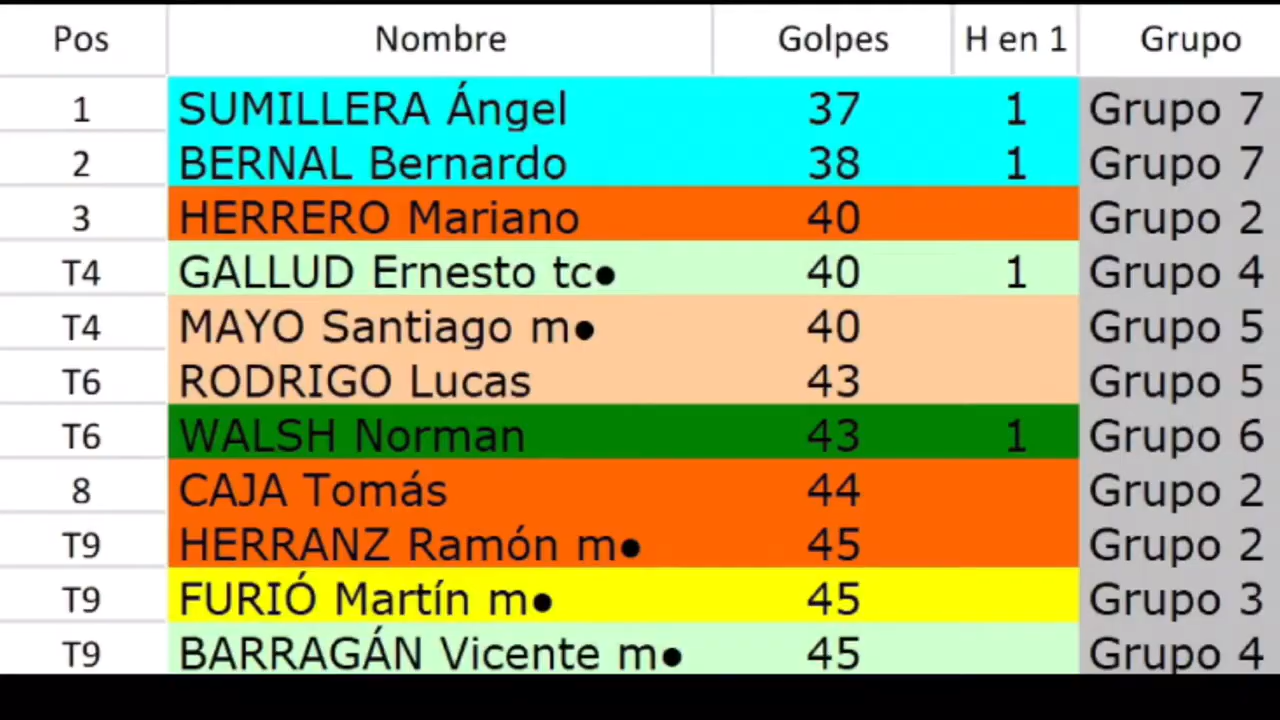 Pos Nombre Golpes H en 1 Grupo
1 SUMILLERA Ángel 37 1 Grupo 7
2 BERNAL Bernardo 38 1 Grupo 7
3 HERRERO Mariano 40 Grupo 2
T4 GALLUD Ernesto tc● 40 1 Grupo 4
T4 MAYO Santiago m● 40 Grupo 5
T6 RODRIGO Lucas 43 Grupo 5
T6 WALSH Norman 43 1 Grupo 6
8 CAJA Tomás 44 Grupo 2
T9 HERRANZ Ramón m● 45 Grupo 2
T9 FURIÓ Martín m● 45 Grupo 3
T9 BARRAGÁN Vicente m● 45 Grupo 4